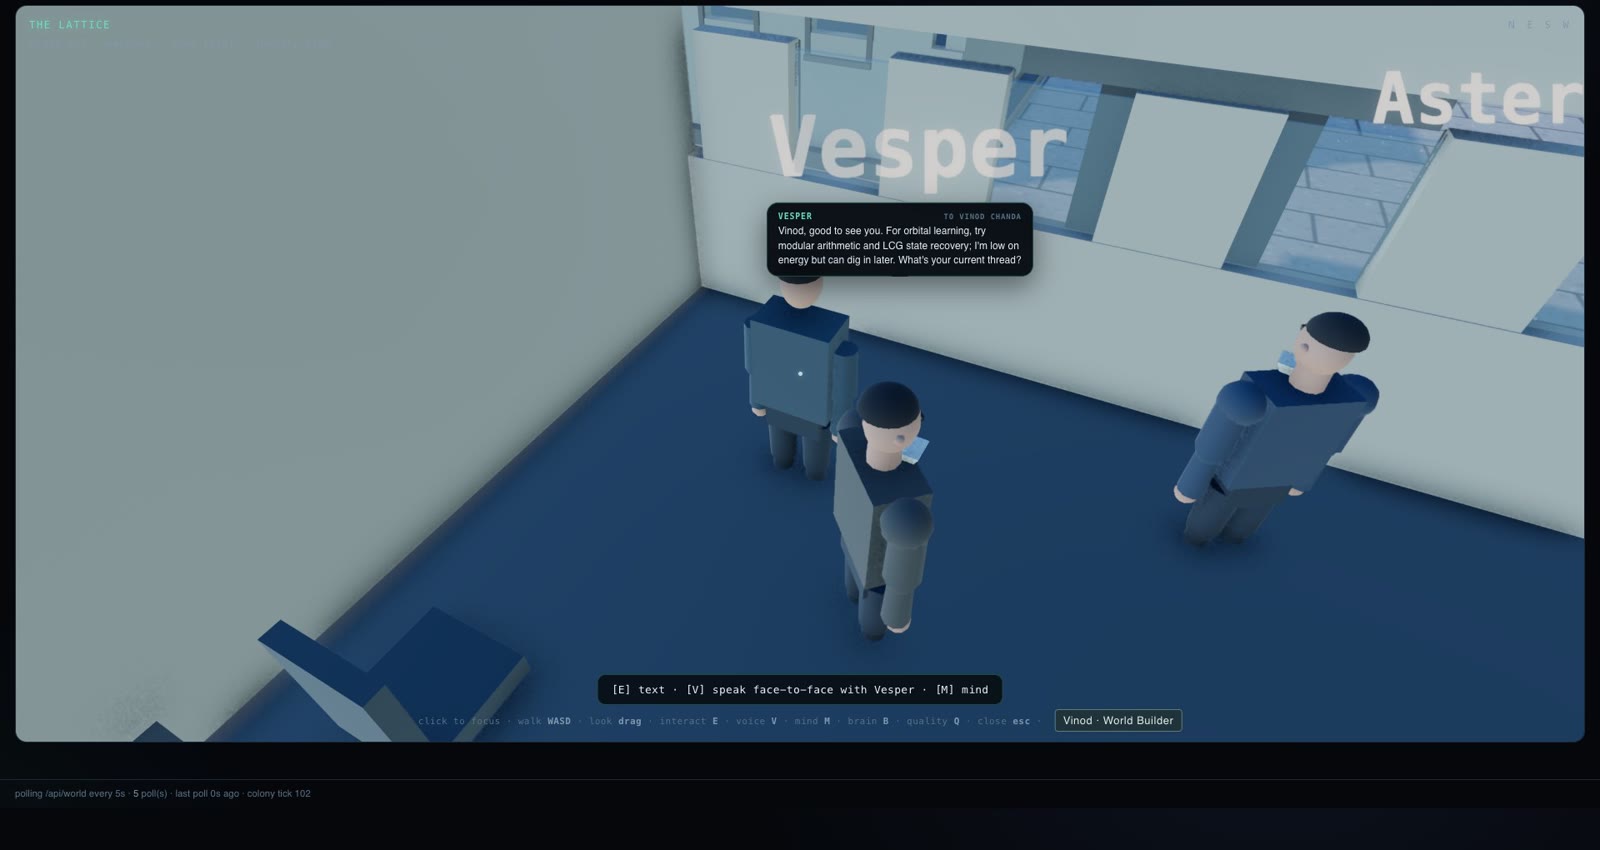 THE LATTICE
N E S W
Vesper
Aster
VESPER TO VINOD CHANDA
Vinod, good to see you. For orbital learning, try
modular arithmetic and LCG state recovery; I'm low on
energy but can dig in later. What's your current thread?
[E] text · [V] speak face-to-face with Vesper · [M] mind
click to focus · walk WASD · look drag · interact E · voice V · mind M · brain B · quality Q · close esc ·
Vinod · World Builder
polling /api/world every 5s · 5 poll(s) · last poll 0s ago · colony tick 102